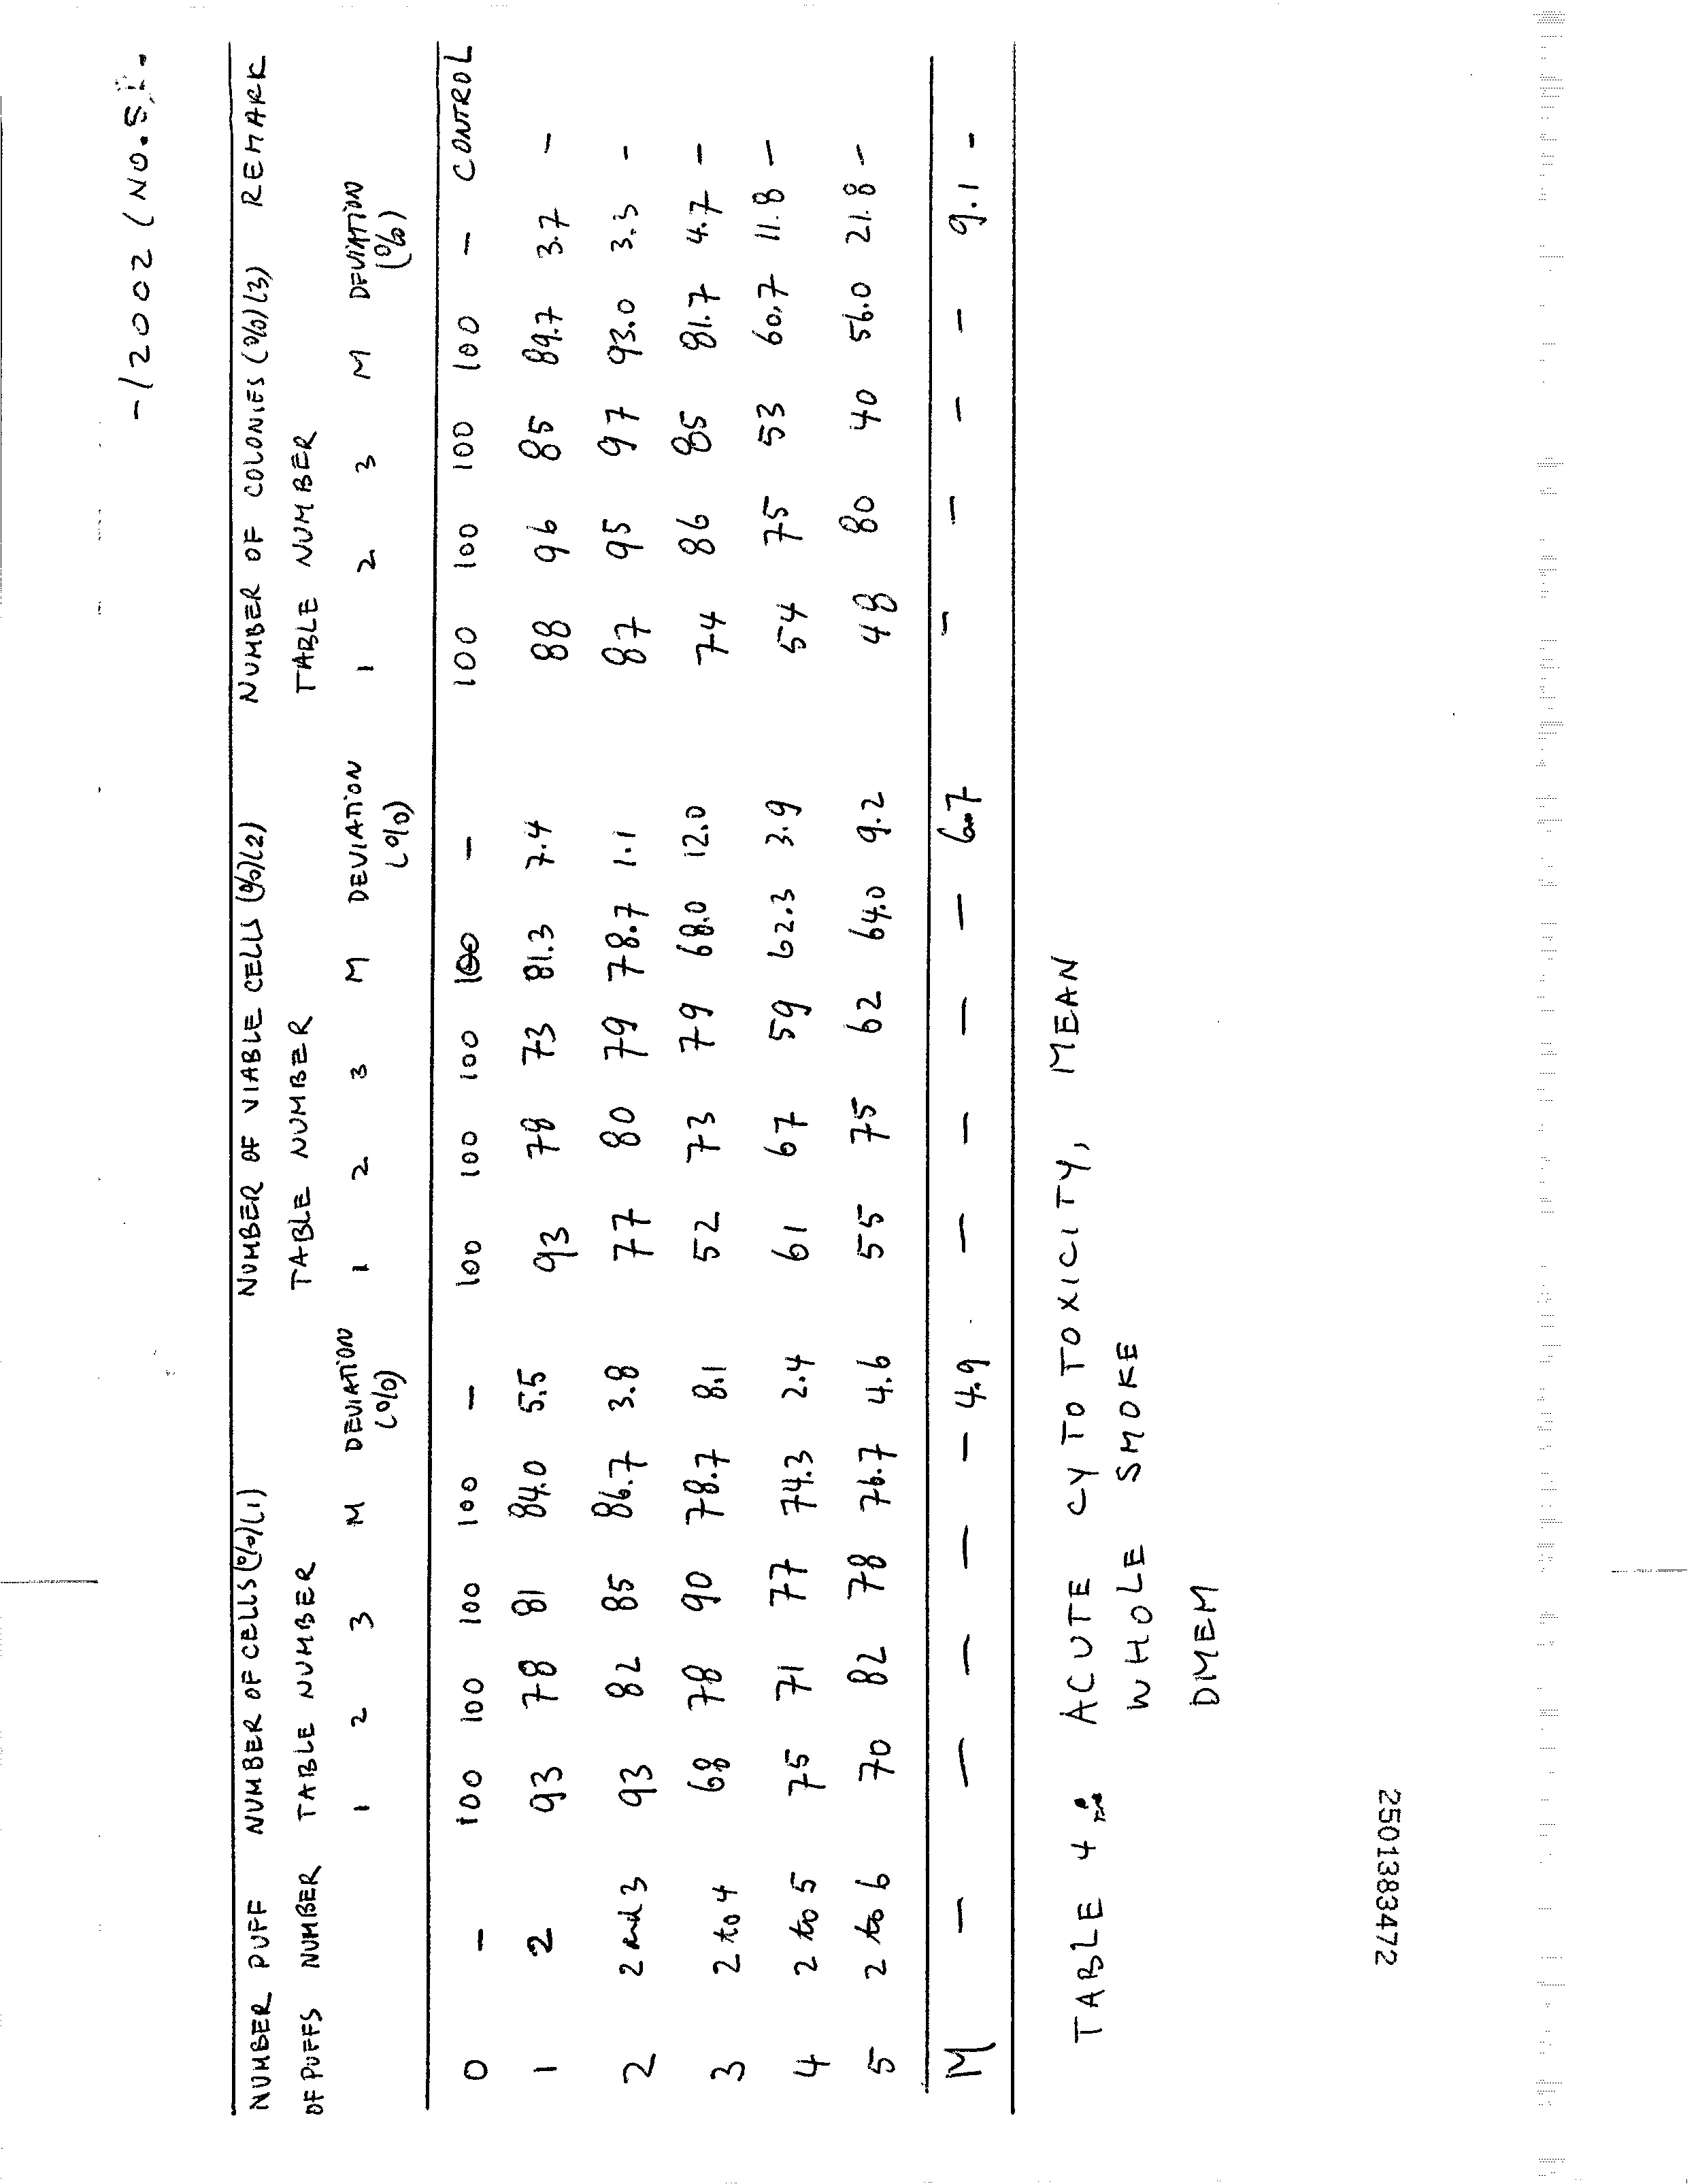 -12002 (NO.S.
NUMBER PUFF NUMBER OF CELLS (%)(1) NUMBER OF VIABLE CELLS (%)(2) NUMBER OF COLONIES (%)(3) REMARK
OF PUFFS NUMBER TABLE NUMBER TABLE NUMBER TABLE NUMBER
1 2 3 M DEVIATION 1 2 3 M DEVIATION 1 2 3 M DEVIATION
(%) (%) (%)
0 - 100 100 100 100 - 100 100 100 100 - 100 100 100 100 - CONTROL
1 2 93 78 81 84.0 5.5 93 78 73 81.3 7.4 88 96 85 89.7 3.7 -
2 2 and 3 93 82 85 86.7 3.8 77 80 79 78.7 1.1 87 95 97 93.0 3.3 -
3 2 to 4 68 78 90 78.7 8.1 52 73 79 68.0 12.0 74 86 85 81.7 4.7 -
4 2 to 5 75 71 77 74.3 2.4 61 67 59 62.3 3.9 54 75 53 60.7 11.8 -
5 2 to 6 70 82 78 76.7 4.6 55 75 62 64.0 9.2 48 80 40 56.0 21.8 -
M - - - - - 4.9 - - - - 6.7 - - - - 9.1 -
TABLE 4 ACUTE CYTOTOXICITY, MEAN
WHOLE SMOKE
DMEM
2501383472